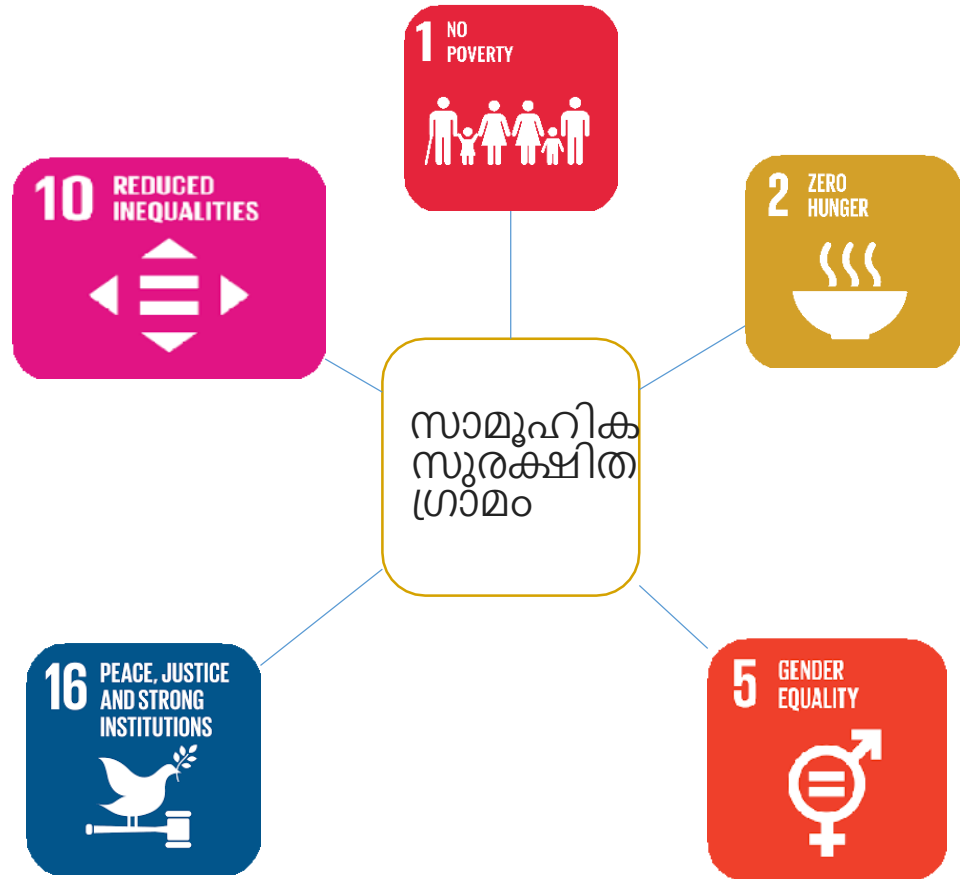 1 NO
POVERTY
10 REDUCED
INEQUALITIES
2 ZERO
HUNGER
സാമൂഹിക
സുരക്ഷിത
ഗ്രാമം
16 PEACE, JUSTICE
AND STRONG
INSTITUTIONS
5 GENDER
EQUALITY